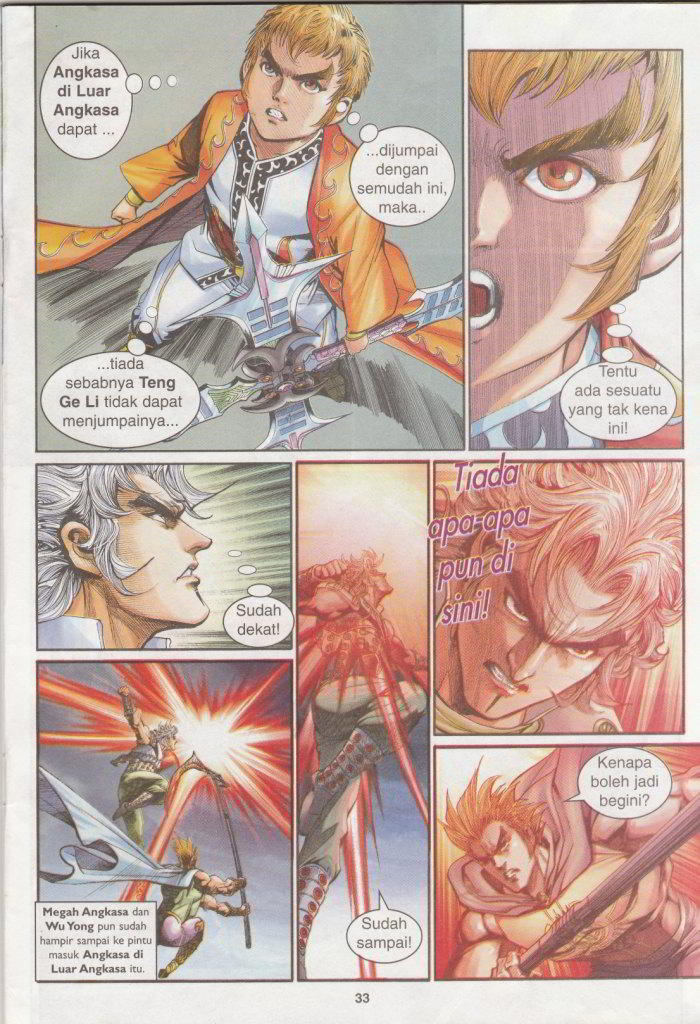 Jika
Angkasa
di Luar
Angkasa
dapat ...
...dijumpai
dengan
semudah ini,
maka..
...tiada
sebabnya Teng
Ge Li tidak dapat
menjumpainya...
Tentu
ada sesuatu
yang tak kena
ini!
Sudah
dekat!
Megah Angkasa dan
Wu Yong pun sudah
hampir sampai ke pintu
masuk Angkasa di
Luar Angkasa itu.
Sudah
sampai!
Tiada
apa-apa
pun di
sini!
Kenapa
boleh jadi
begini?
33